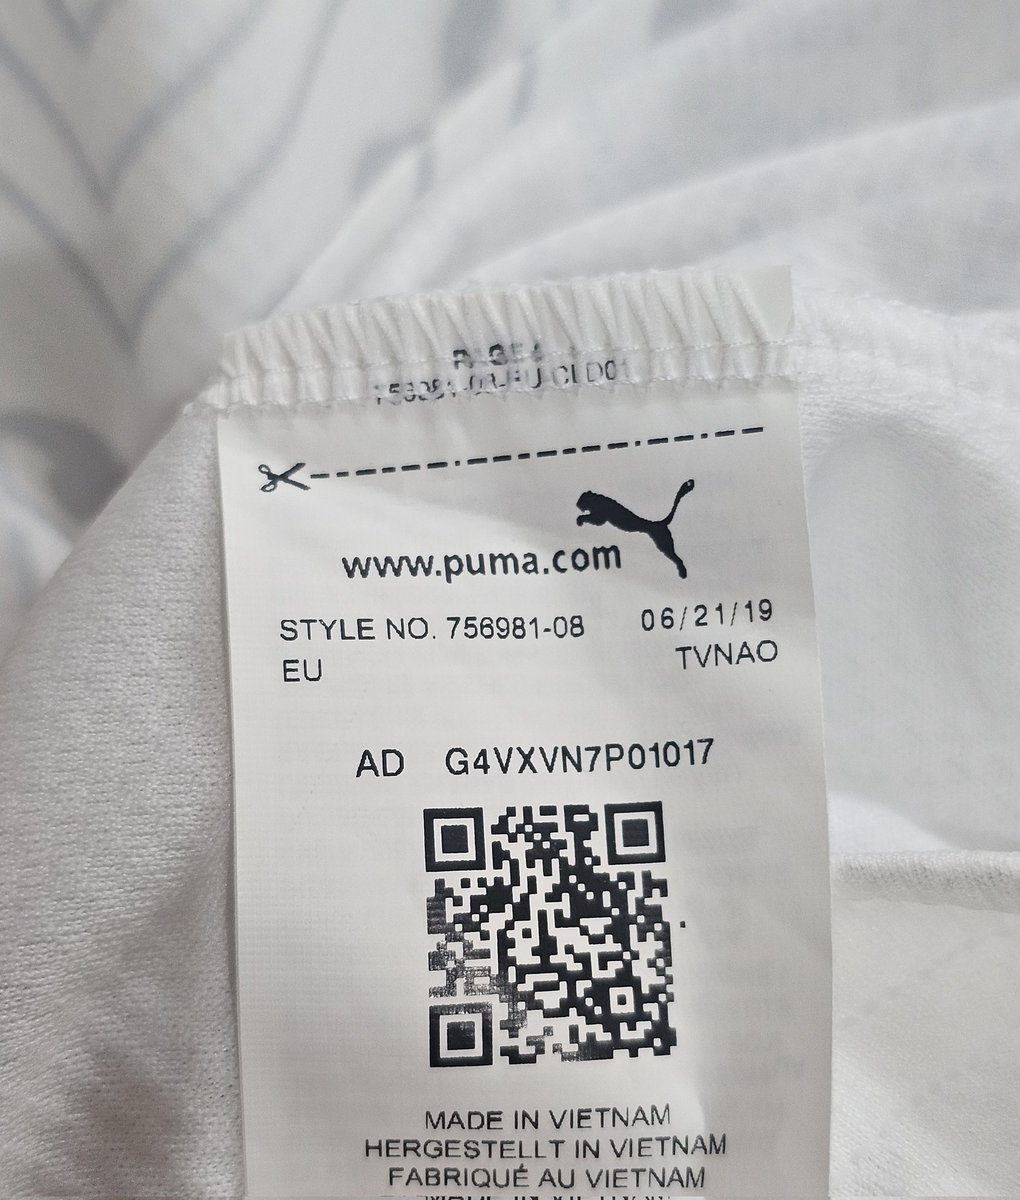 www.puma.com
STYLE NO. 756981-08 06/21/19
EU TVNAO
AD G4VXVN7P01017
MADE IN VIETNAM
HERGESTELLT IN VIETNAM
FABRIQUÉ AU VIETNAM